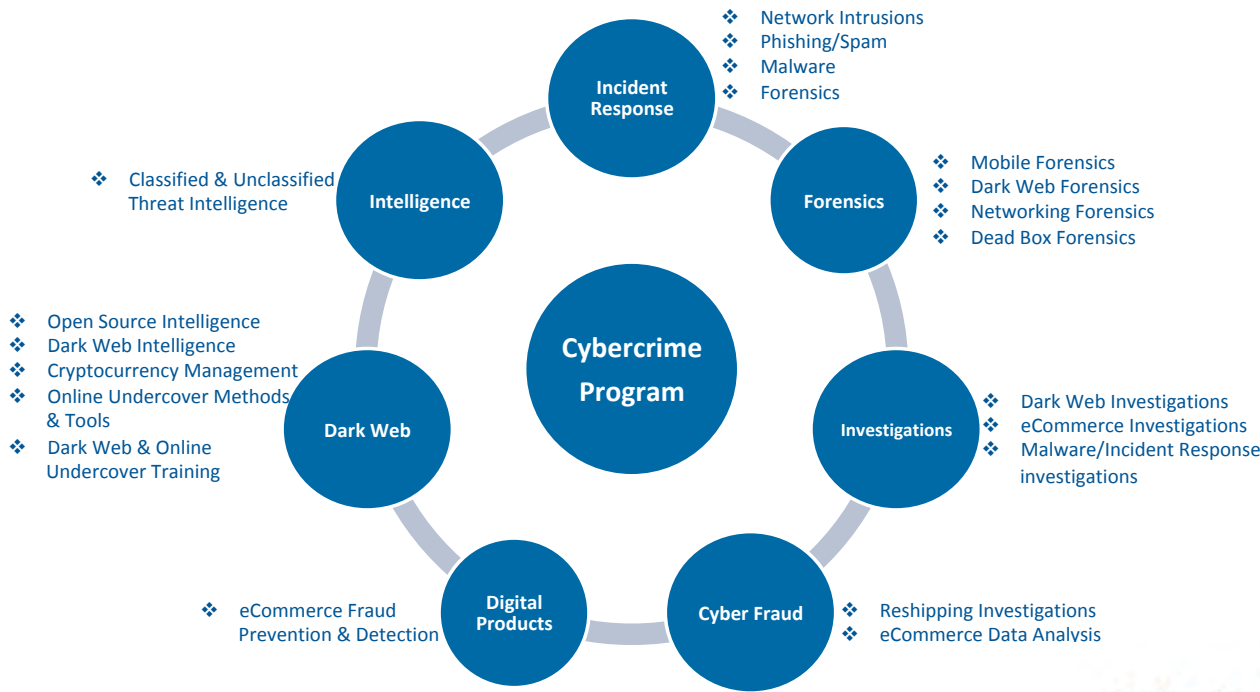 Network Intrusions
Phishing/Spam
Malware
Forensics
Incident
Response
Mobile Forensics
Dark Web Forensics
Networking Forensics
Dead Box Forensics
Forensics
Classified & Unclassified
Threat Intelligence
Intelligence
Cybercrime
Program
Open Source Intelligence
Dark Web Intelligence
Cryptocurrency Management
Online Undercover Methods
& Tools
Dark Web & Online
Undercover Training
Dark Web
Investigations
Dark Web Investigations
eCommerce Investigations
Malware/Incident Response
investigations
eCommerce Fraud
Prevention & Detection
Digital
Products
Cyber Fraud
Reshipping Investigations
eCommerce Data Analysis